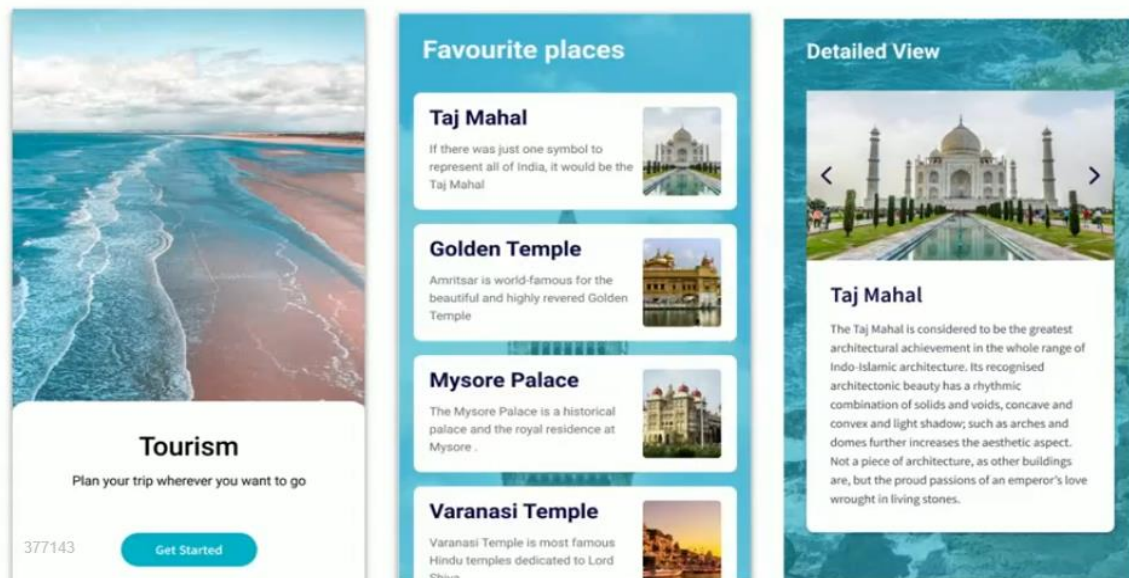 Tourism
Plan your trip wherever you want to go
Get Started
377143
Favourite places
Taj Mahal
If there was just one symbol to
represent all of India, it would be the
Taj Mahal
Golden Temple
Amritsar is world-famous for the
beautiful and highly revered Golden
Temple
Mysore Palace
The Mysore Palace is a historical
palace and the royal residence at
Mysore .
Varanasi Temple
Varanasi Temple is most famous
Hindu temples dedicated to Lord
Shiva
Detailed View
Taj Mahal
The Taj Mahal is considered to be the greatest
architectural achievement in the whole range of
Indo-Islamic architecture. Its recognised
architectonic beauty has a rhythmic
combination of solids and voids, concave and
convex and light shadow; such as arches and
domes further increases the aesthetic aspect.
Not a piece of architecture, as other buildings
are, but the proud passions of an emperor's love
wrought in living stones.